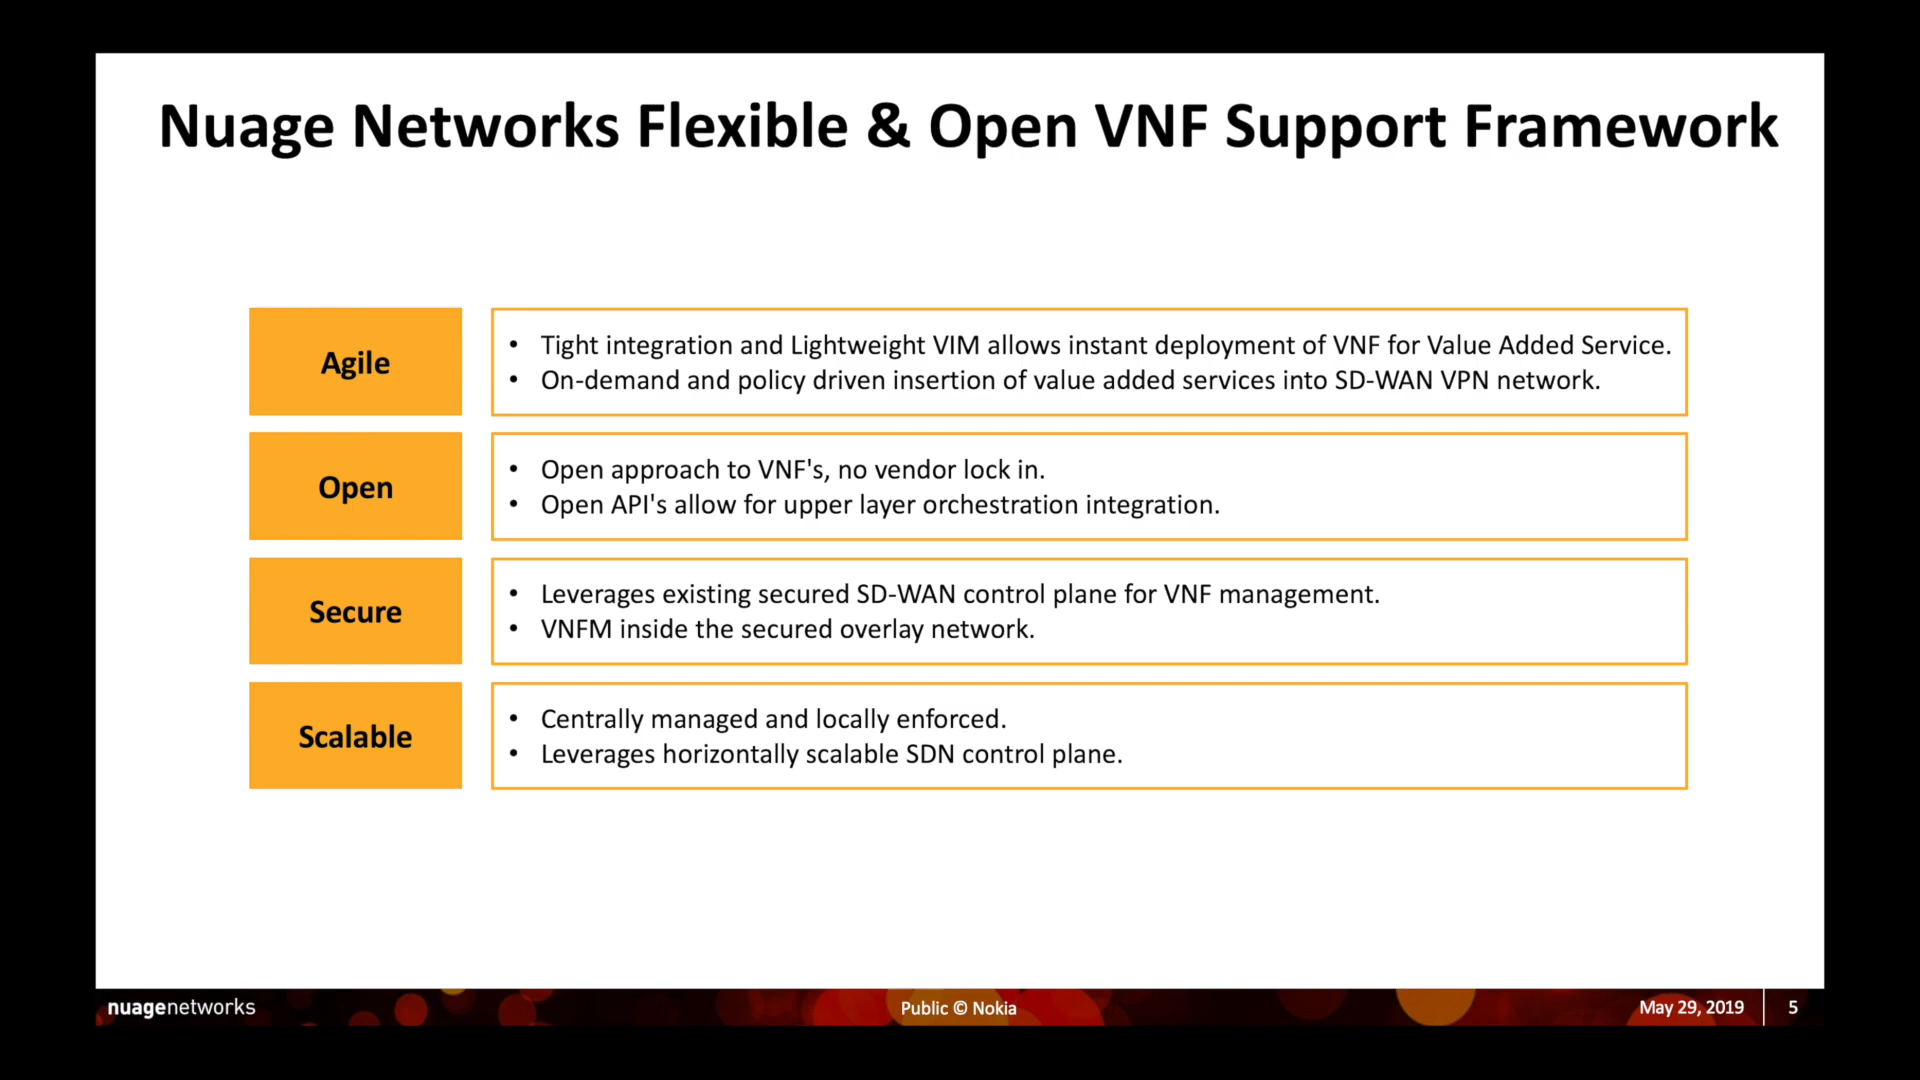 Nuage Networks Flexible & Open VNF Support Framework
Agile
• Tight integration and Lightweight VIM allows instant deployment of VNF for Value Added Service.
• On-demand and policy driven insertion of value added services into SD-WAN VPN network.
Open
• Open approach to VNF's, no vendor lock in.
• Open API's allow for upper layer orchestration integration.
Secure
• Leverages existing secured SD-WAN control plane for VNF management.
• VNFM inside the secured overlay network.
Scalable
• Centrally managed and locally enforced.
• Leverages horizontally scalable SDN control plane.
nuagenetworks
Public © Nokia
May 29, 2019
5